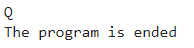 Q
The program is ended